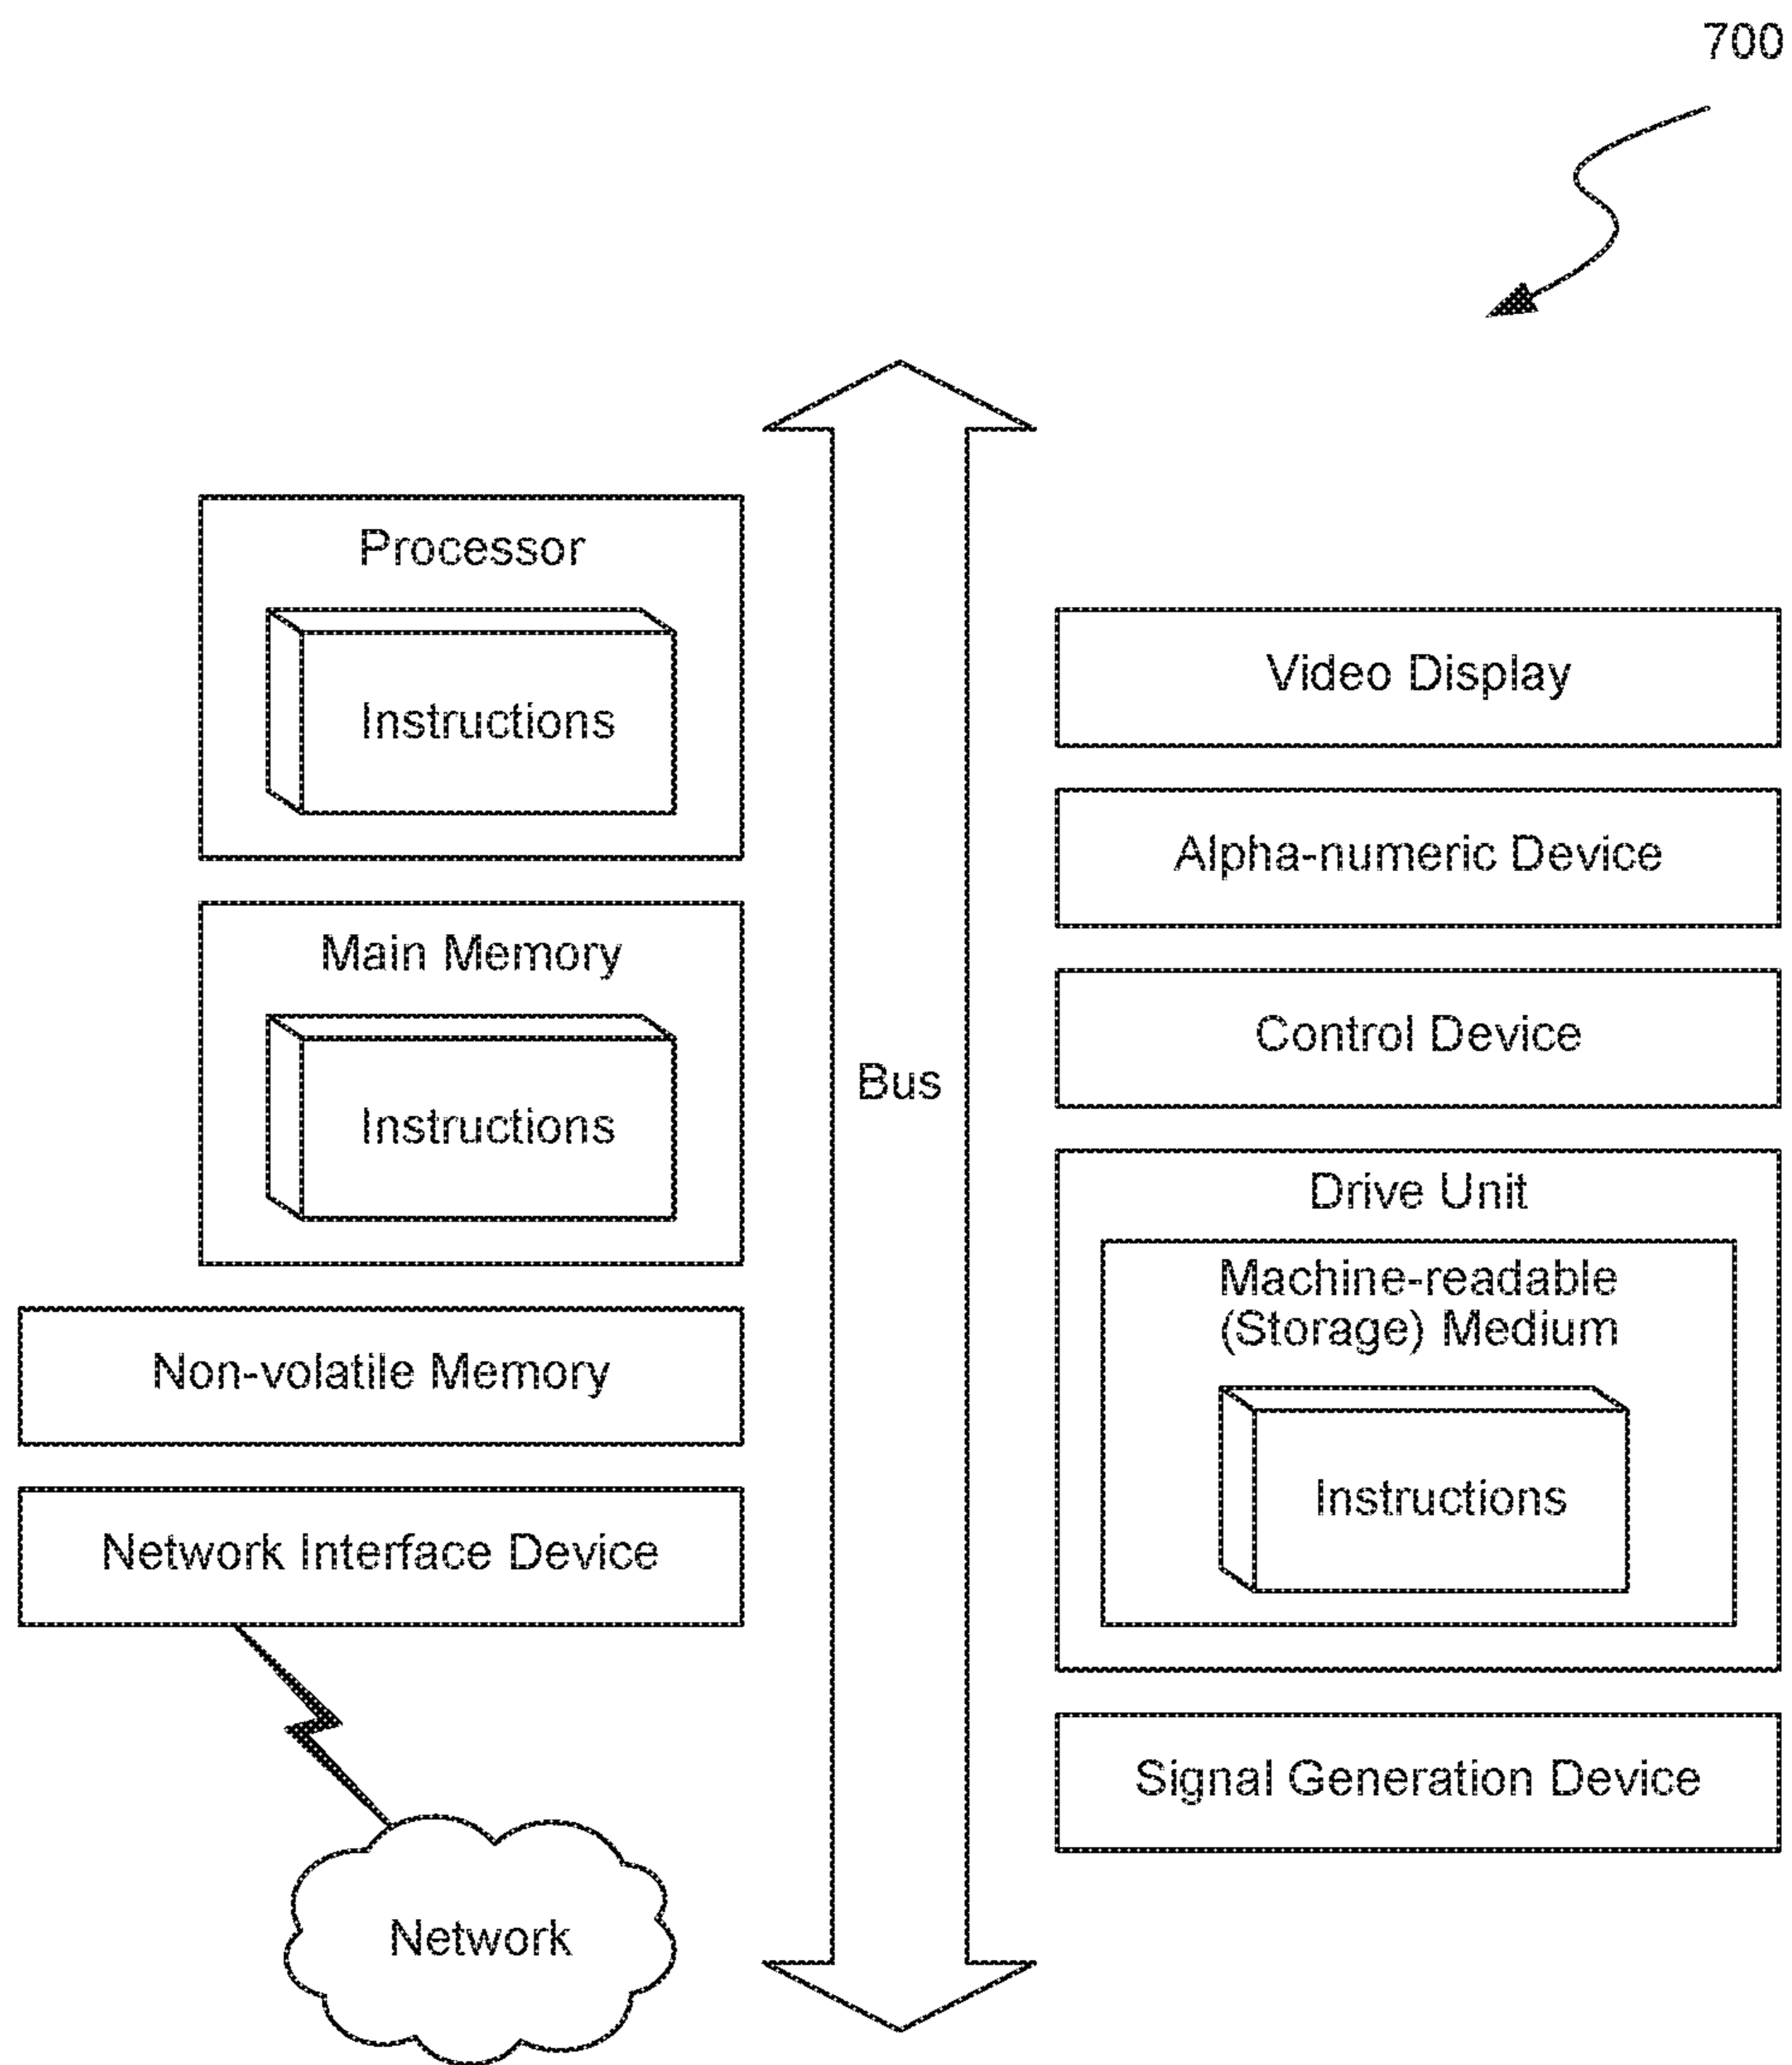 700
Processor
Instructions
Main Memory
Instructions
Non-volatile Memory
Network Interface Device
Network
Bus
Video Display
Alpha-numeric Device
Control Device
Drive Unit
Machine-readable
(Storage) Medium
Instructions
Signal Generation Device